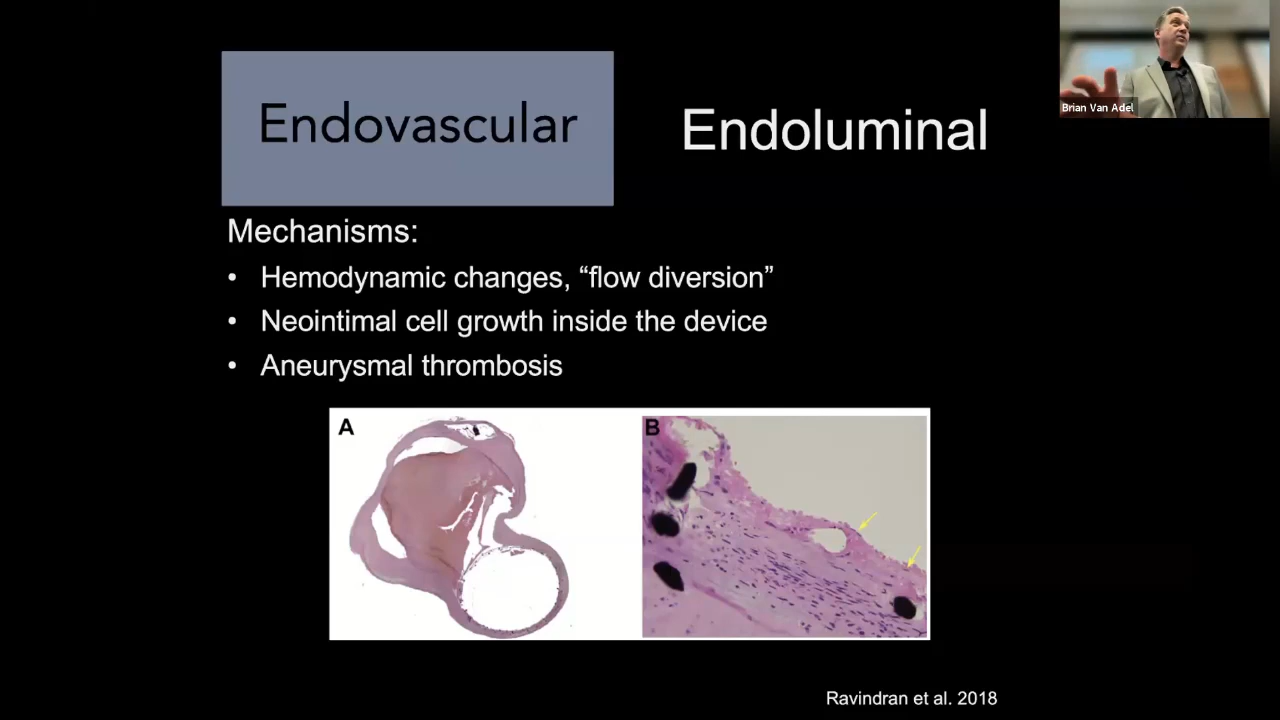 Endovascular
Endoluminal
Brian Van Adel
Mechanisms:
• Hemodynamic changes, “flow diversion”
• Neointimal cell growth inside the device
• Aneurysmal thrombosis
A
B
Ravindran et al. 2018